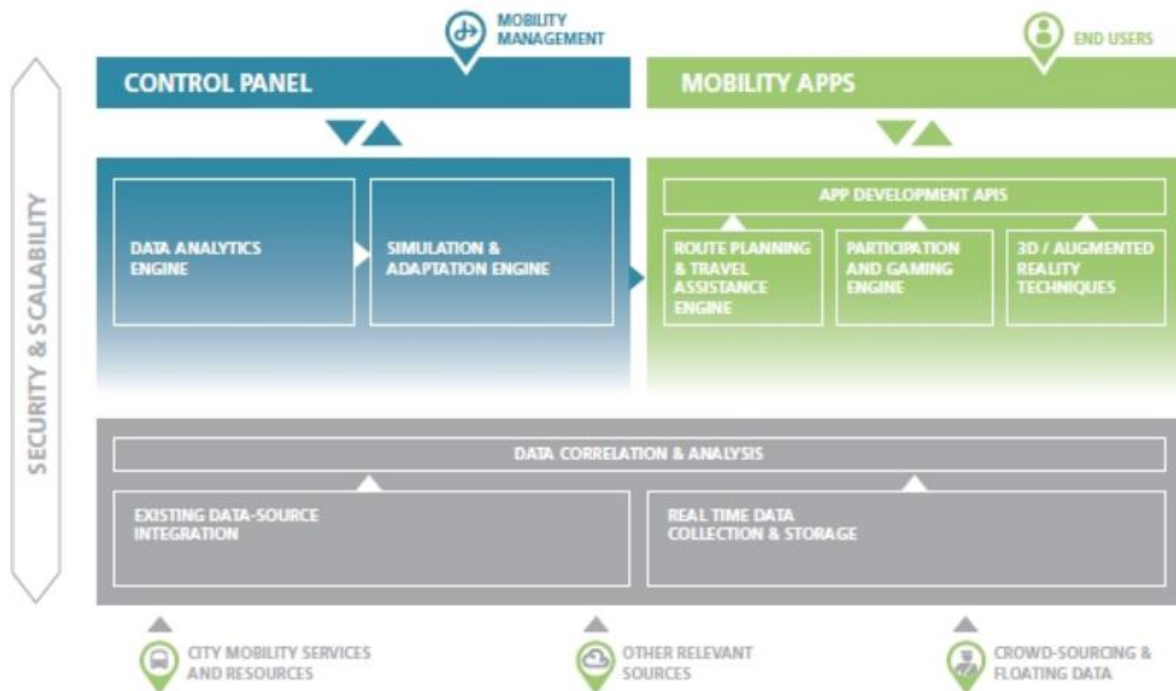 MOBILITY
MANAGEMENT
END USERS
CONTROL PANEL
MOBILITY APPS
SECURITY & SCALABILITY
DATA ANALYTICS
ENGINE
SIMULATION &
ADAPTATION ENGINE
APP DEVELOPMENT APIS
ROUTE PLANNING
& TRAVEL
ASSISTANCE
ENGINE
PARTICIPATION
AND GAMING
ENGINE
3D / AUGMENTED
REALITY
TECHNIQUES
DATA CORRELATION & ANALYSIS
EXISTING DATA-SOURCE
INTEGRATION
REAL TIME DATA
COLLECTION & STORAGE
CITY MOBILITY SERVICES
AND RESOURCES
OTHER RELEVANT
SOURCES
CROWD-SOURCING &
FLOATING DATA